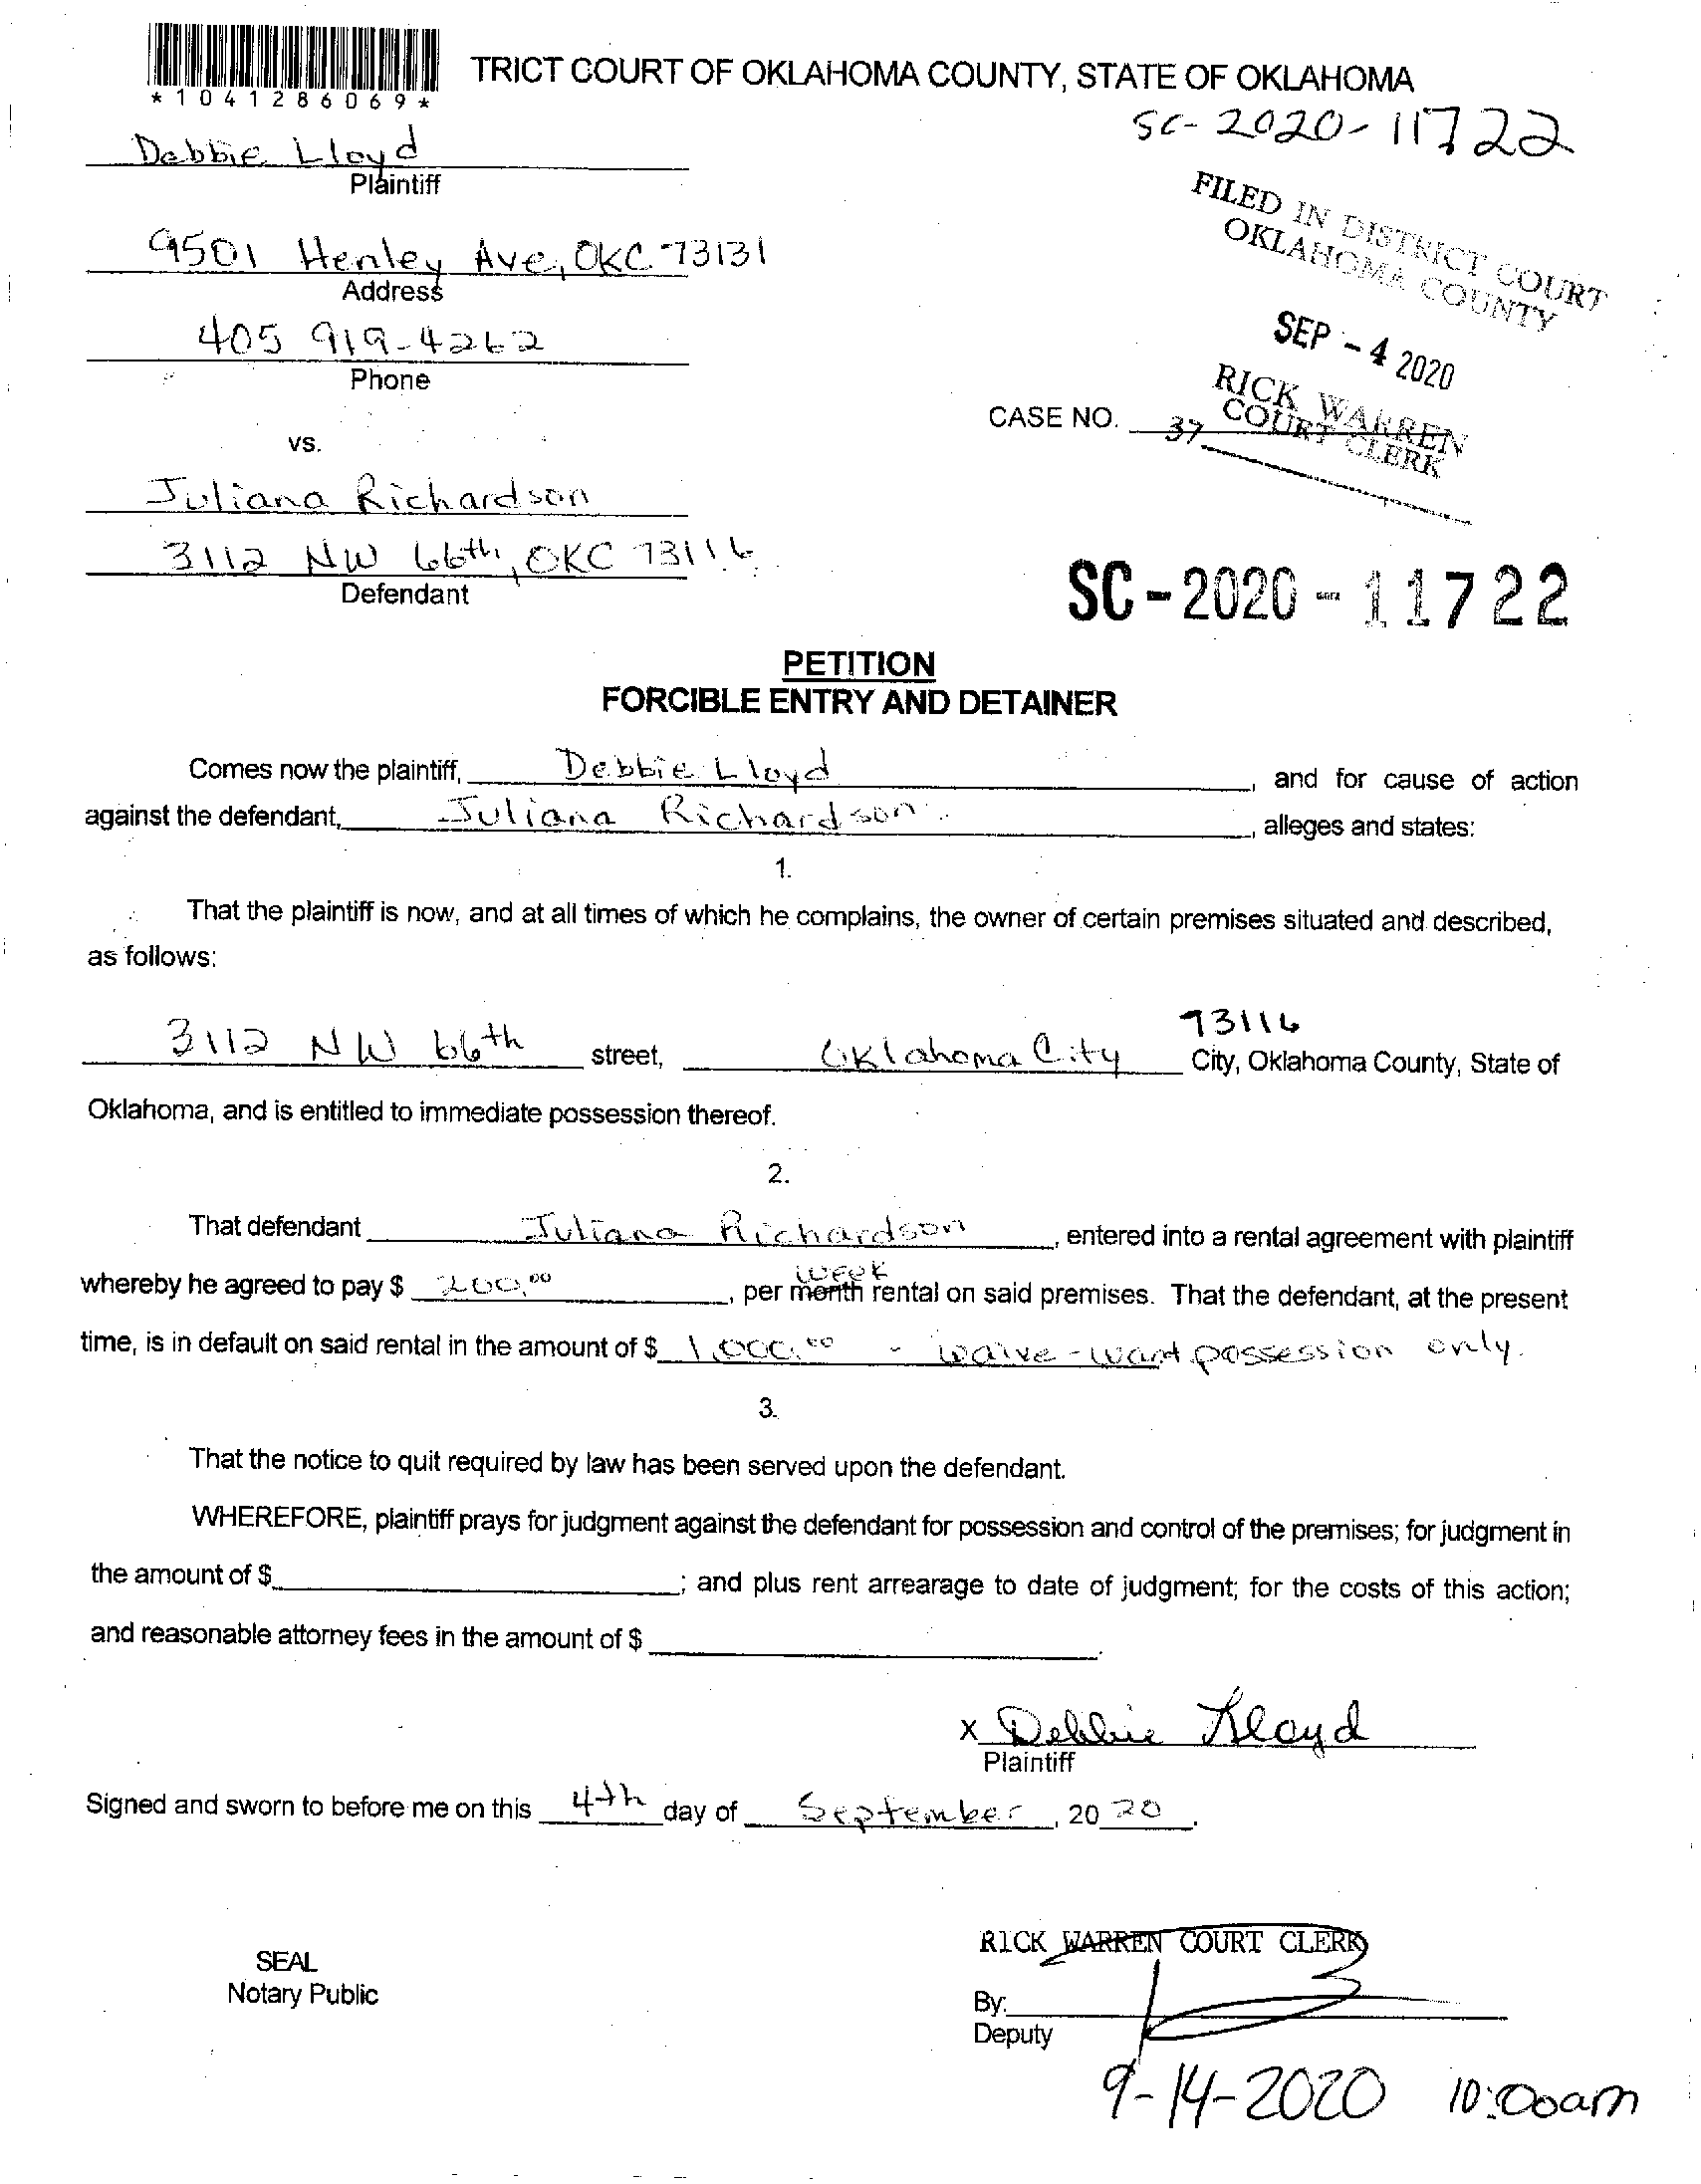 TRICT COURT OF OKLAHOMA COUNTY, STATE OF OKLAHOMA
*1041286069*
SC-2020-11722
Debbie Lloyd
Plaintiff
FILED IN DISTRICT COURT
OKLAHOMA COUNTY
9501 Henley Ave, OKC 73131
Address
SEP - 4 2020
405 919-4262
Phone
RICK WARREN
COURT CLERK
CASE NO.
37
vs.
Juliana Richardson
3112 NW 66th, OKC 73116
Defendant
SC-2020-11722
PETITION
FORCIBLE ENTRY AND DETAINER
Comes now the plaintiff, Debbie Lloyd, and for cause of action
against the defendant, Juliana Richardson, alleges and states:
1.
That the plaintiff is now, and at all times of which he complains, the owner of certain premises situated and described,
as follows:
73116
3112 NW 66th street, Oklahoma City City, Oklahoma County, State of
Oklahoma, and is entitled to immediate possession thereof.
2.
That defendant Juliana Richardson, entered into a rental agreement with plaintiff
week
whereby he agreed to pay $ 200.00, per month rental on said premises. That the defendant, at the present
time, is in default on said rental in the amount of $ 1,000.00 - waive - want possession only.
3.
That the notice to quit required by law has been served upon the defendant.
WHEREFORE, plaintiff prays for judgment against the defendant for possession and control of the premises; for judgment in
the amount of $ ; and plus rent arrearage to date of judgment; for the costs of this action;
and reasonable attorney fees in the amount of $ .
x Debbie Lloyd
Plaintiff
Signed and sworn to before me on this 4th day of September, 20 20.
RICK WARREN COURT CLERK
SEAL
Notary Public
By:
Deputy
9-14-2020 10:00am